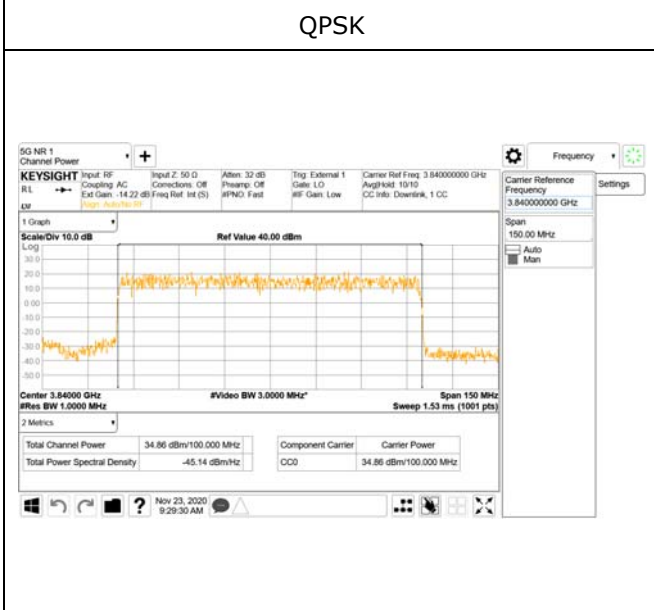 QPSK
5G NR 1
Channel Power
+
Frequency
KEYSIGHT
RL
Input: RF
Coupling: AC
Ext Gain: -14.22 dB
Align: Auto/No RF
Input Z: 50 Ω
Corrections: Off
Freq Ref: Int (S)
Atten: 32 dB
Preamp: Off
#PNO: Fast
Trig: External 1
Gate: LO
#IF Gain: Low
Carrier Ref Freq: 3.840000000 GHz
Avg|Hold: 10/10
CC Info: Downlink, 1 CC
Carrier Reference
Frequency
3.840000000 GHz
Settings
Span
150.00 MHz
Auto
Man
1 Graph
Scale/Div 10.0 dB
Ref Value 40.00 dBm
Log
30.0
20.0
10.0
0.00
-10.0
-20.0
-30.0
-40.0
-50.0
Center 3.84000 GHz
#Video BW 3.0000 MHz*
Span 150 MHz
#Res BW 1.0000 MHz
Sweep 1.53 ms (1001 pts)
2 Metrics
Total Channel Power 34.86 dBm/100.000 MHz
Total Power Spectral Density -45.14 dBm/Hz
Component Carrier Carrier Power
CC0 34.86 dBm/100.000 MHz
?
Nov 23, 2020
9:29:30 AM